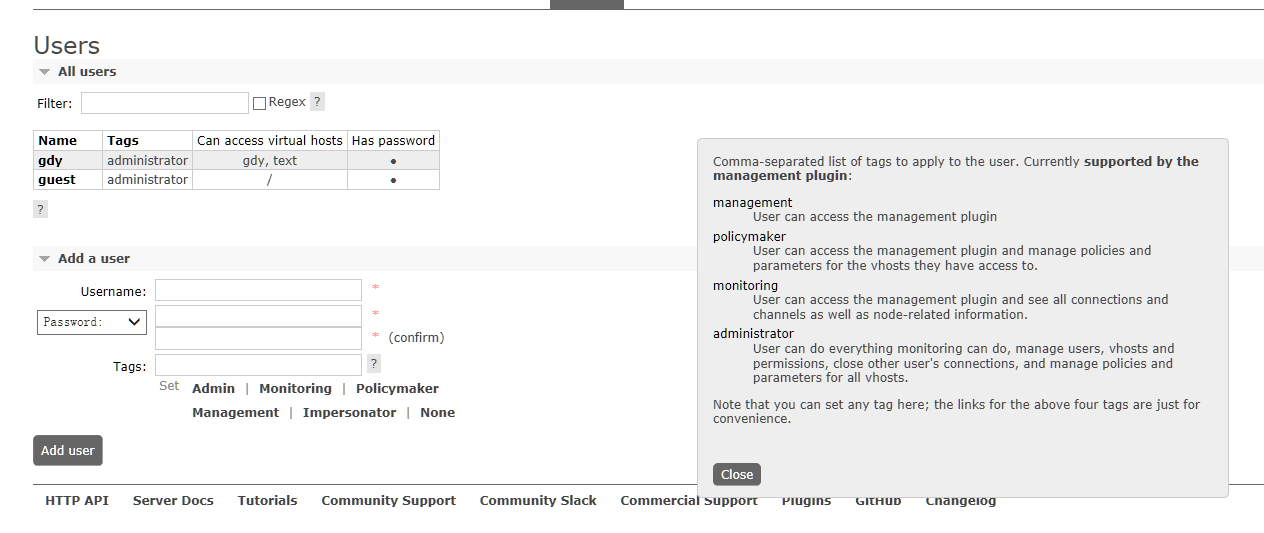 Users
All users
Filter:
Regex ?
Name Tags Can access virtual hosts Has password
gdy administrator gdy, text •
guest administrator / •
?
Add a user
Username: *
Password: *
* (confirm)
Tags: ?
Set Admin | Monitoring | Policymaker
Management | Impersonator | None
Add user
Comma-separated list of tags to apply to the user. Currently supported by the
management plugin:
management
User can access the management plugin
policymaker
User can access the management plugin and manage policies and
parameters for the vhosts they have access to.
monitoring
User can access the management plugin and see all connections and
channels as well as node-related information.
administrator
User can do everything monitoring can do, manage users, vhosts and
permissions, close other user's connections, and manage policies and
parameters for all vhosts.
Note that you can set any tag here; the links for the above four tags are just for
convenience.
Close
HTTP API Server Docs Tutorials Community Support Community Slack Commercial Support Plugins GitHub Changelog